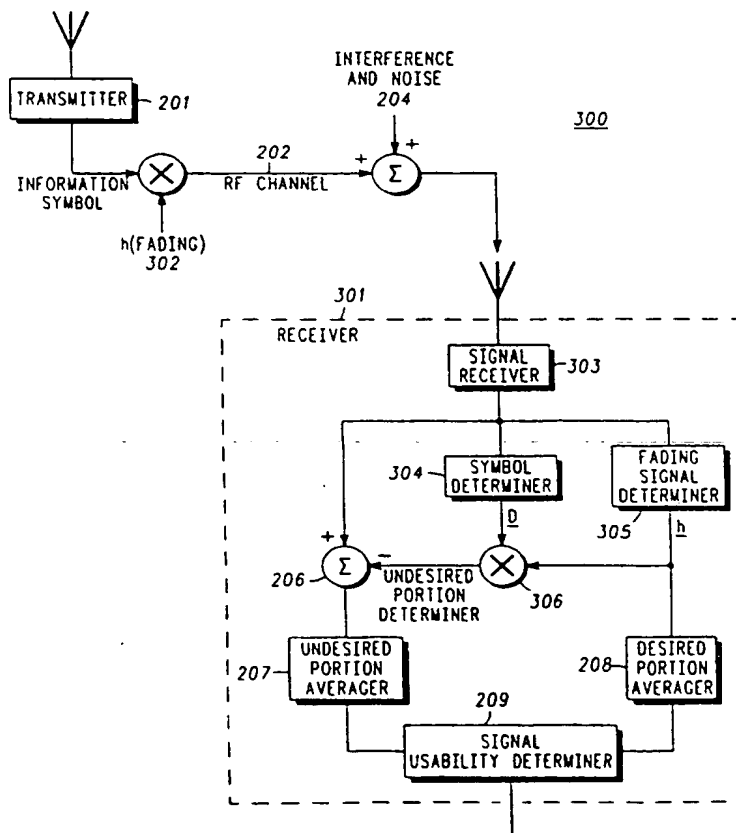 TRANSMITTER
201
INTERFERENCE
AND NOISE
204
300
202
+
+
Σ
INFORMATION
SYMBOL
RF CHANNEL
h(FADING)
302
301
RECEIVER
SIGNAL
RECEIVER
303
304
SYMBOL
DETERMINER
FADING
SIGNAL
DETERMINER
305
D
h
+
−
Σ
206
UNDESIRED
PORTION
DETERMINER
306
207
UNDESIRED
PORTION
AVERAGER
208
DESIRED
PORTION
AVERAGER
209
SIGNAL
USABILITY DETERMINER